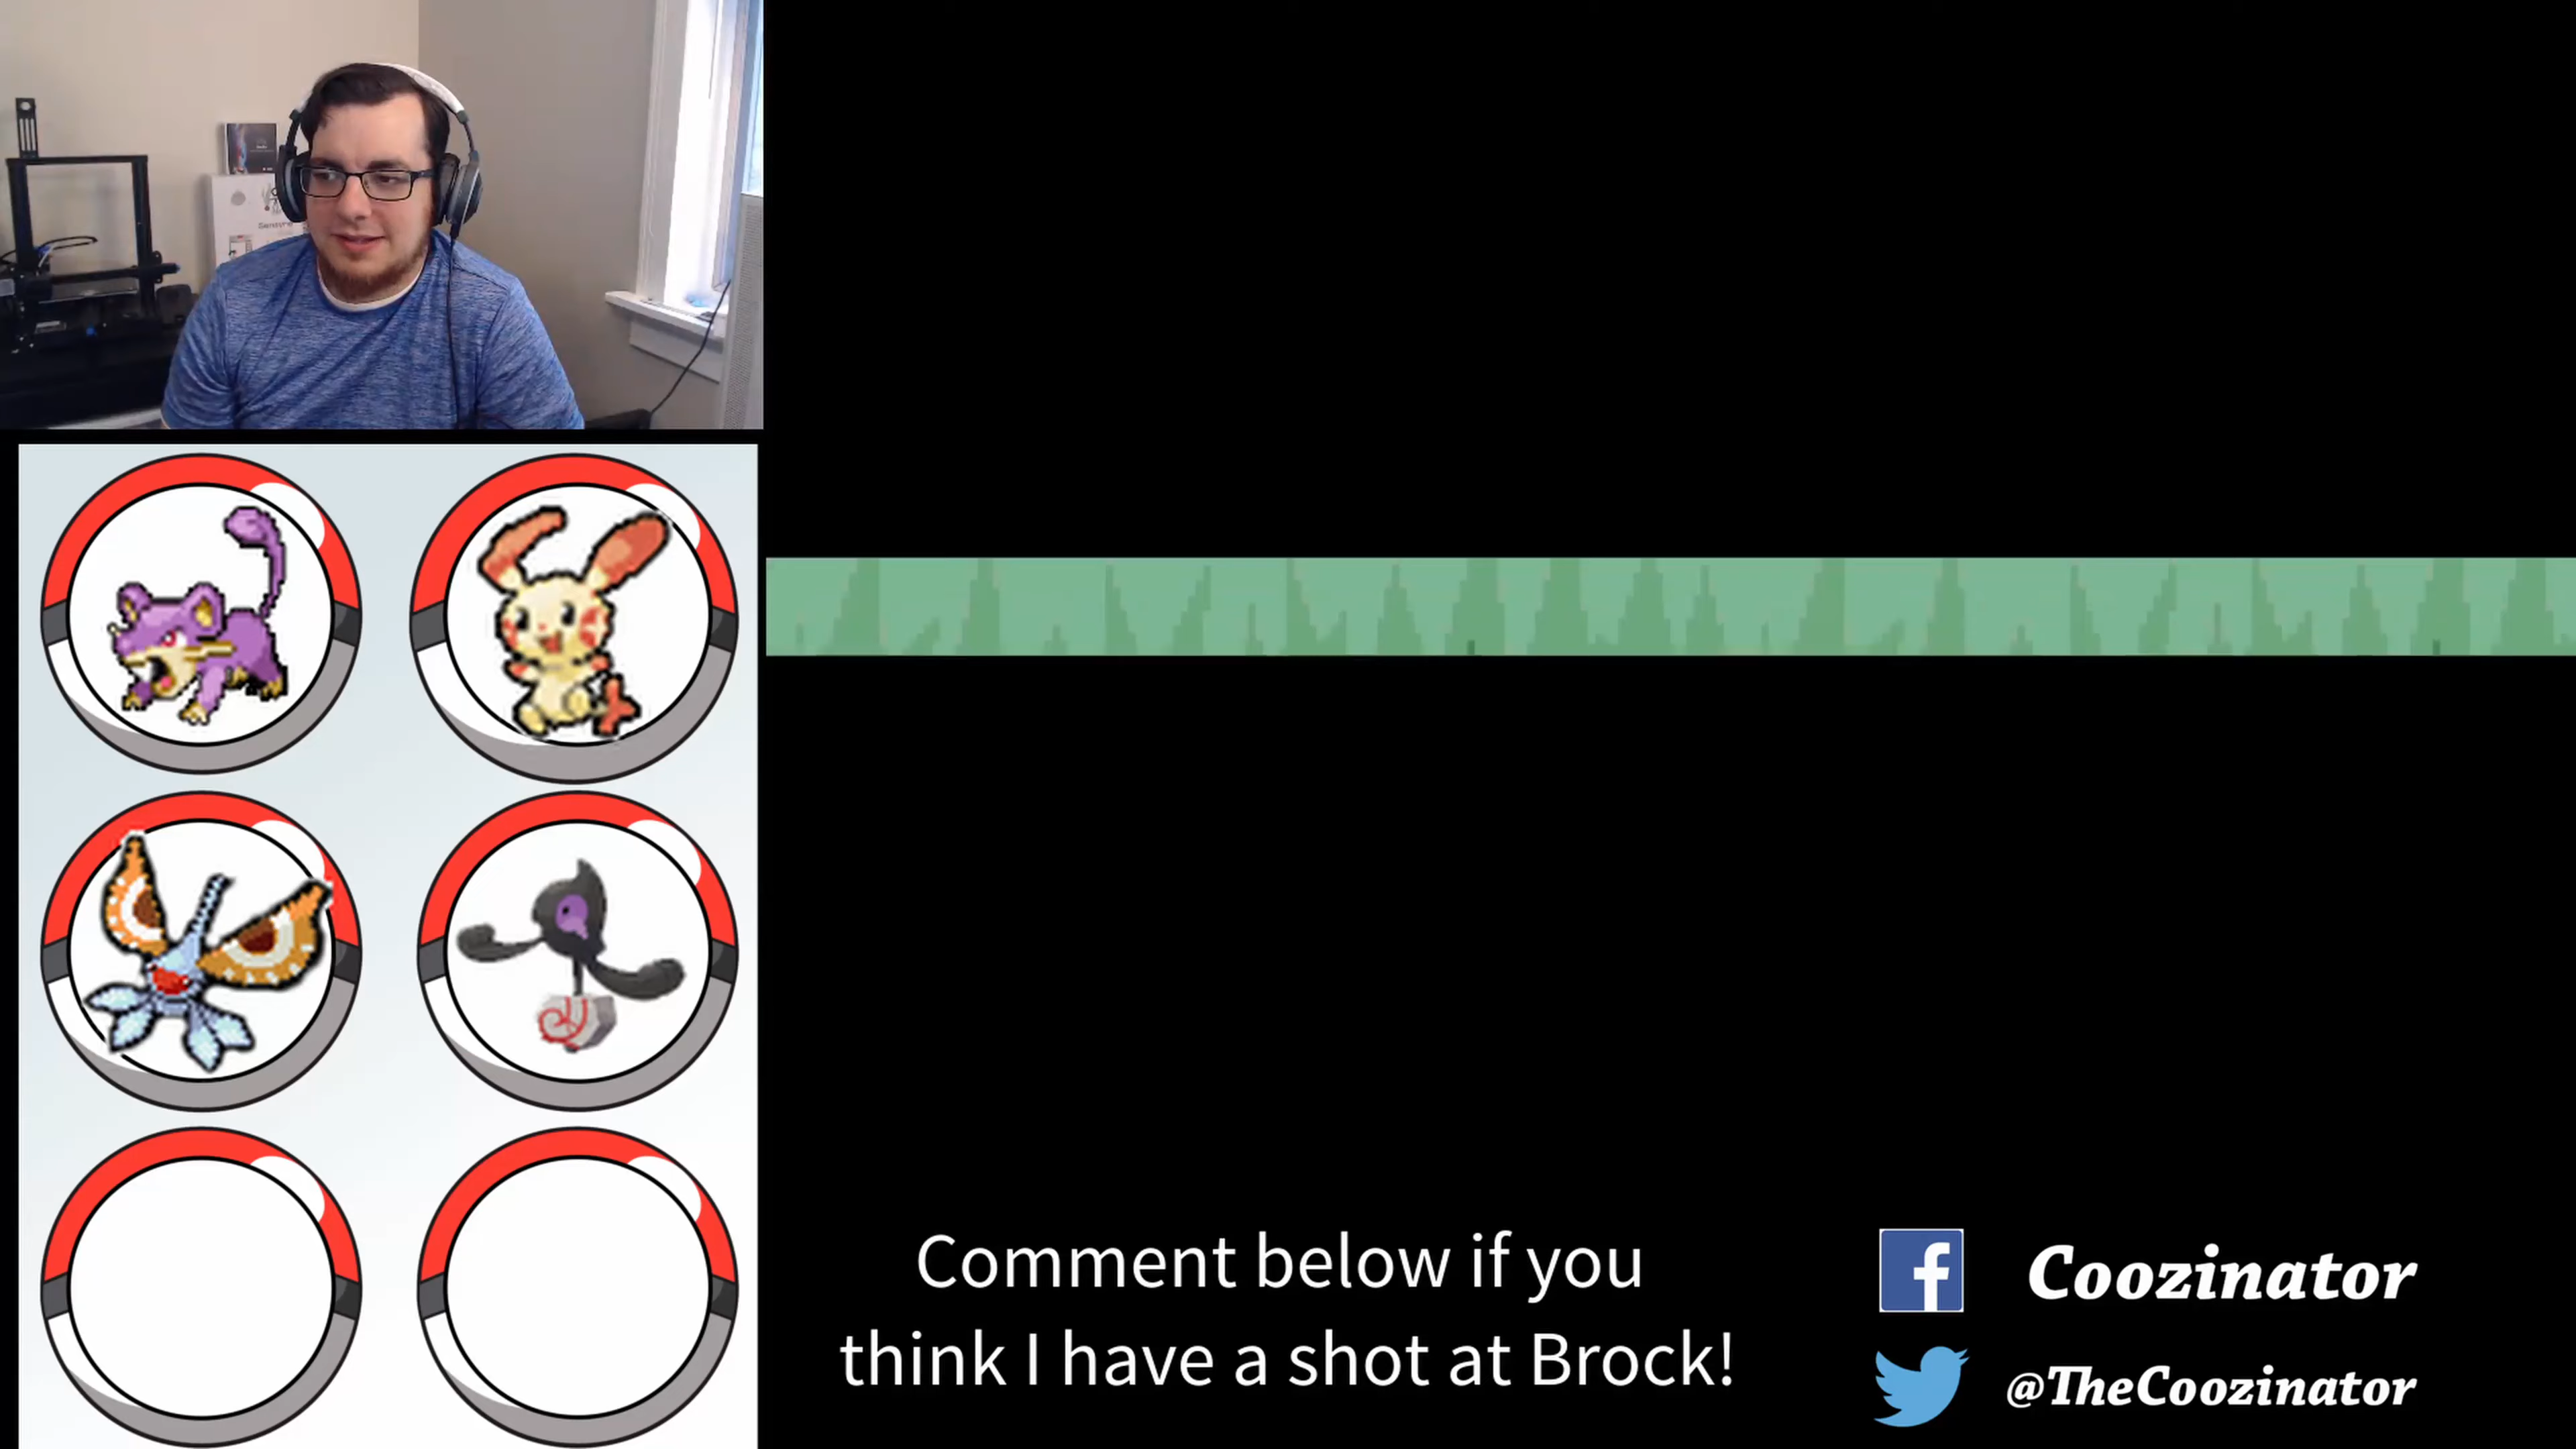 Comment below if you
think I have a shot at Brock!
Coozinator
@TheCoozinator